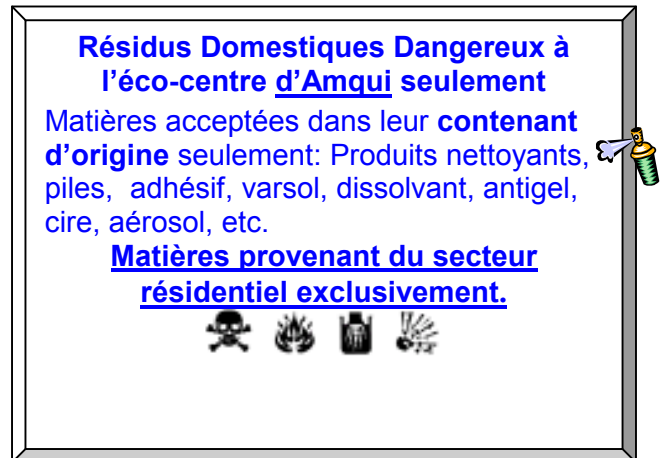 Résidus Domestiques Dangereux à
l’éco-centre d’Amqui seulement
Matières acceptées dans leur contenant
d’origine seulement: Produits nettoyants,
piles, adhésif, varsol, dissolvant, antigel,
cire, aérosol, etc.
Matières provenant du secteur
résidentiel exclusivement.